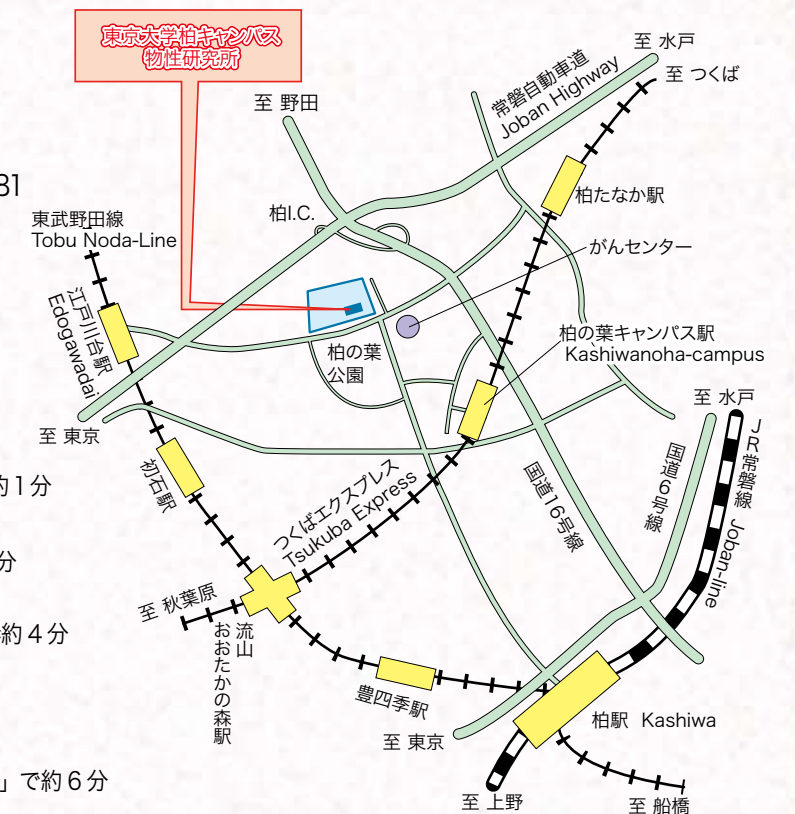 東京大学柏キャンパス
物性研究所
至 水戸
常磐自動車道
Joban Highway
至 つくば
至 野田
81
柏I.C.
柏たなか駅
東武野田線
Tobu Noda-Line
がんセンター
江戸川台駅
Edogawadai
柏の葉キャンパス駅
Kashiwanoha-campus
柏の葉
公園
至 水戸
至 東京
JR常磐線 Joban-line
国道6号線
国道16号線
初石駅
約1分
つくばエクスプレス
Tsukuba Express
分
至 秋葉原
流山
おおたかの森駅
約4分
豊四季駅
柏駅 Kashiwa
至 東京
」で約6分
至 上野
至 船橋